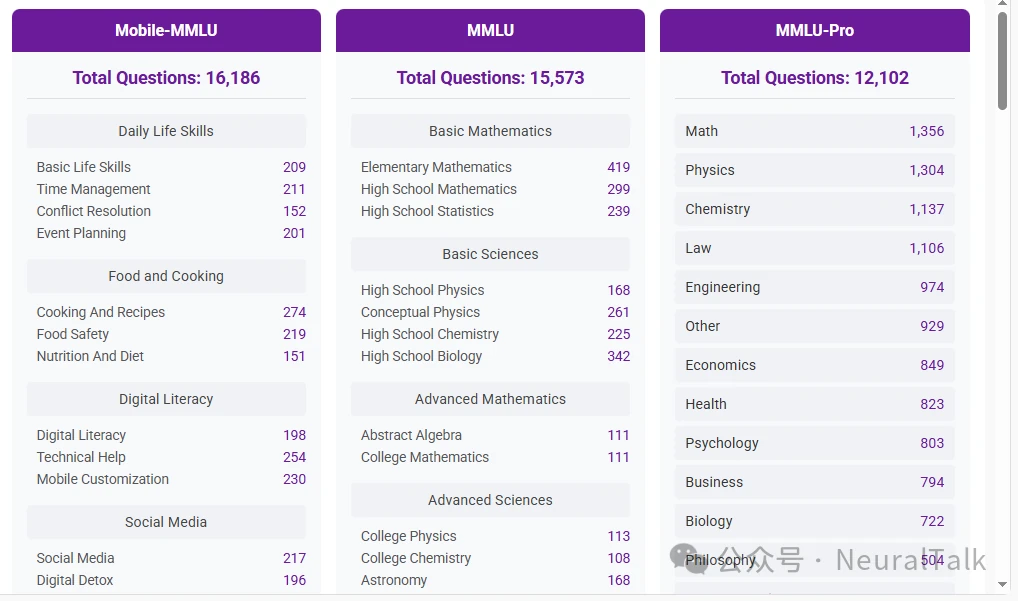 Mobile-MMLU
Total Questions: 16,186
Daily Life Skills
Basic Life Skills 209
Time Management 211
Conflict Resolution 152
Event Planning 201
Food and Cooking
Cooking And Recipes 274
Food Safety 219
Nutrition And Diet 151
Digital Literacy
Digital Literacy 198
Technical Help 254
Mobile Customization 230
Social Media
Social Media 217
Digital Detox 196
MMLU
Total Questions: 15,573
Basic Mathematics
Elementary Mathematics 419
High School Mathematics 299
High School Statistics 239
Basic Sciences
High School Physics 168
Conceptual Physics 261
High School Chemistry 225
High School Biology 342
Advanced Mathematics
Abstract Algebra 111
College Mathematics 111
Advanced Sciences
College Physics 113
College Chemistry 108
Astronomy 168
MMLU-Pro
Total Questions: 12,102
Math 1,356
Physics 1,304
Chemistry 1,137
Law 1,106
Engineering 974
Other 929
Economics 849
Health 823
Psychology 803
Business 794
Biology 722
Philosophy 504
公众号 · NeuralTalk